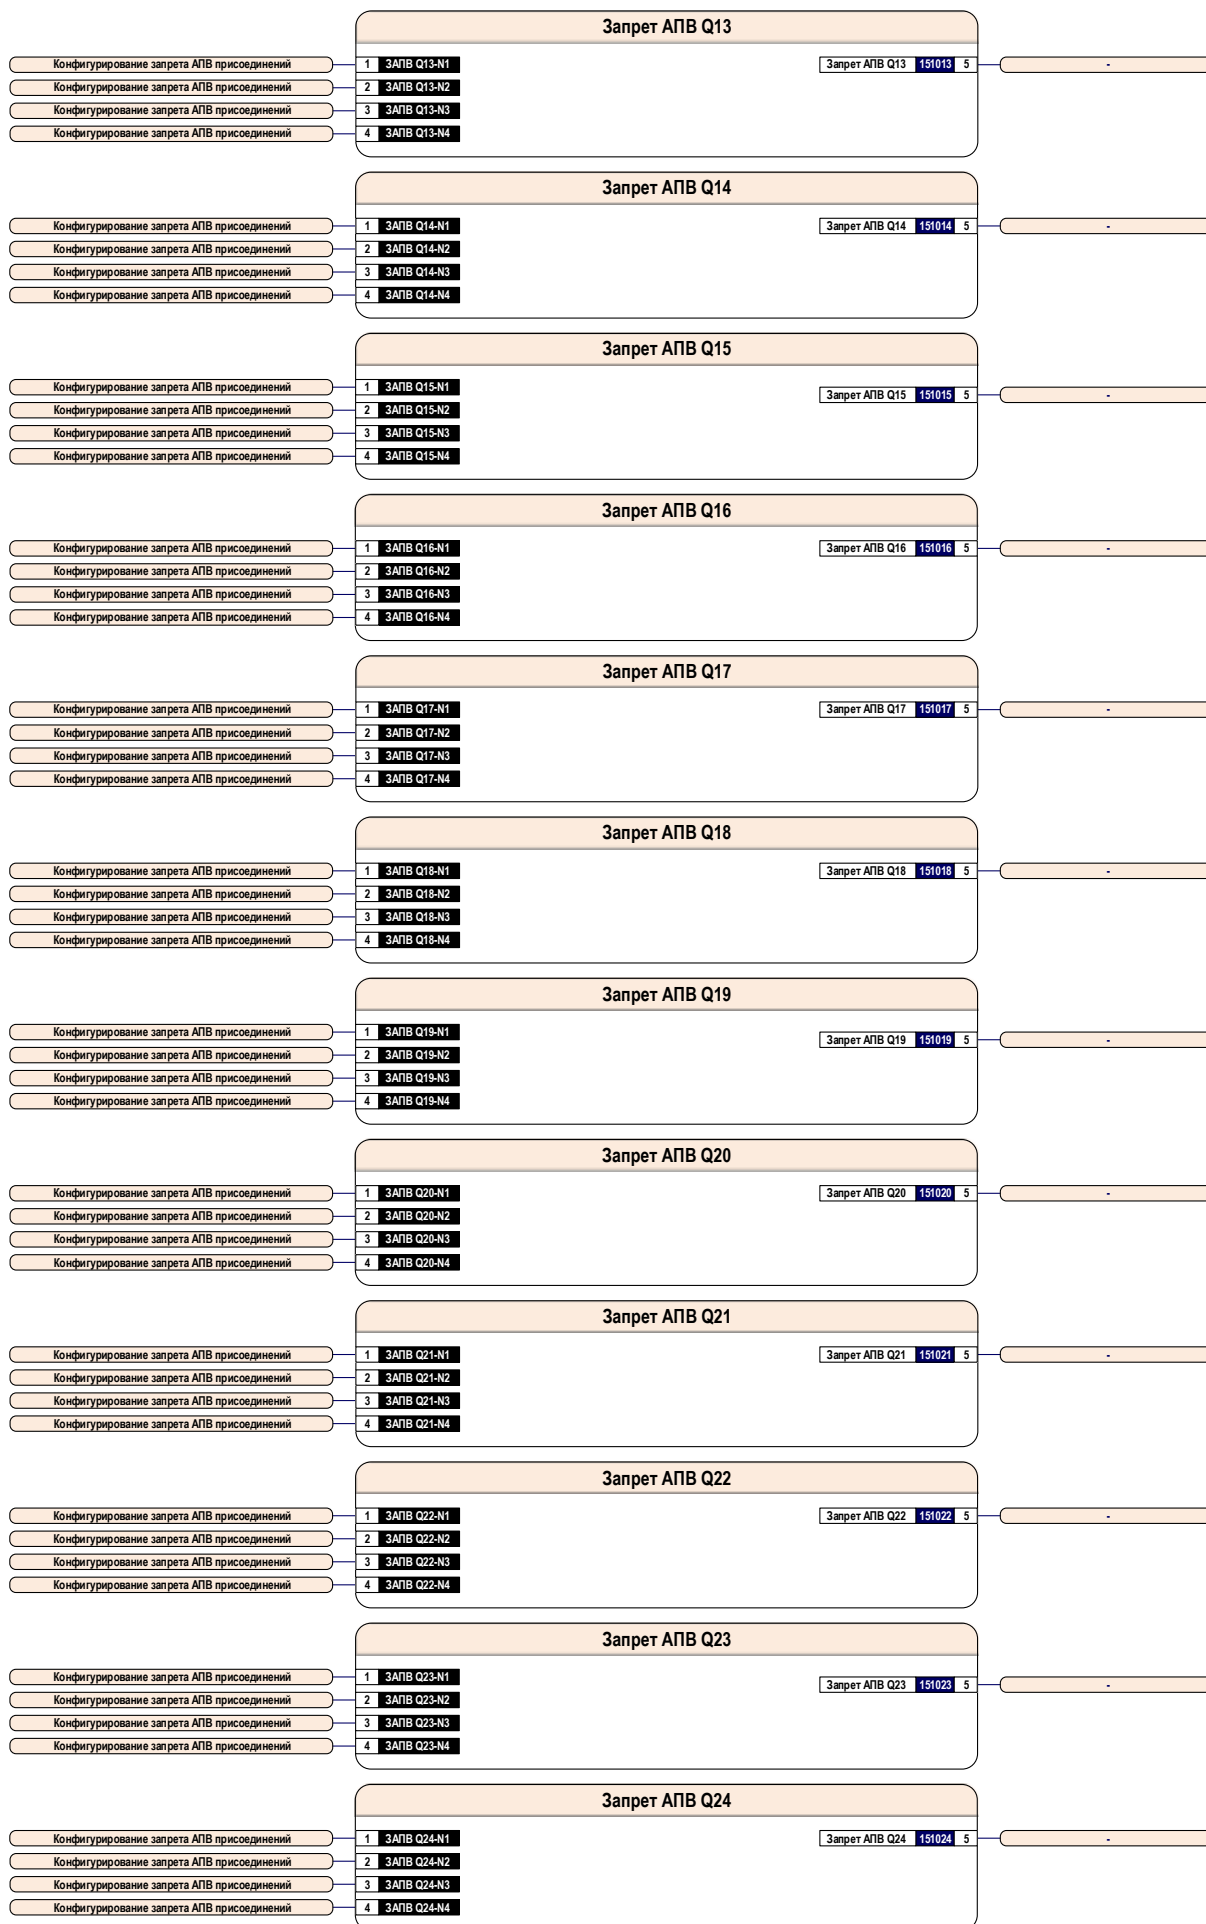 Запрет АПВ Q13
Конфигурирование запрета АПВ присоединений 1 ЗАПВ Q13-N1 Запрет АПВ Q13 151013 5 -
Конфигурирование запрета АПВ присоединений 2 ЗАПВ Q13-N2
Конфигурирование запрета АПВ присоединений 3 ЗАПВ Q13-N3
Конфигурирование запрета АПВ присоединений 4 ЗАПВ Q13-N4
Запрет АПВ Q14
Конфигурирование запрета АПВ присоединений 1 ЗАПВ Q14-N1 Запрет АПВ Q14 151014 5 -
Конфигурирование запрета АПВ присоединений 2 ЗАПВ Q14-N2
Конфигурирование запрета АПВ присоединений 3 ЗАПВ Q14-N3
Конфигурирование запрета АПВ присоединений 4 ЗАПВ Q14-N4
Запрет АПВ Q15
Конфигурирование запрета АПВ присоединений 1 ЗАПВ Q15-N1 Запрет АПВ Q15 151015 5 -
Конфигурирование запрета АПВ присоединений 2 ЗАПВ Q15-N2
Конфигурирование запрета АПВ присоединений 3 ЗАПВ Q15-N3
Конфигурирование запрета АПВ присоединений 4 ЗАПВ Q15-N4
Запрет АПВ Q16
Конфигурирование запрета АПВ присоединений 1 ЗАПВ Q16-N1 Запрет АПВ Q16 151016 5 -
Конфигурирование запрета АПВ присоединений 2 ЗАПВ Q16-N2
Конфигурирование запрета АПВ присоединений 3 ЗАПВ Q16-N3
Конфигурирование запрета АПВ присоединений 4 ЗАПВ Q16-N4
Запрет АПВ Q17
Конфигурирование запрета АПВ присоединений 1 ЗАПВ Q17-N1 Запрет АПВ Q17 151017 5 -
Конфигурирование запрета АПВ присоединений 2 ЗАПВ Q17-N2
Конфигурирование запрета АПВ присоединений 3 ЗАПВ Q17-N3
Конфигурирование запрета АПВ присоединений 4 ЗАПВ Q17-N4
Запрет АПВ Q18
Конфигурирование запрета АПВ присоединений 1 ЗАПВ Q18-N1 Запрет АПВ Q18 151018 5 -
Конфигурирование запрета АПВ присоединений 2 ЗАПВ Q18-N2
Конфигурирование запрета АПВ присоединений 3 ЗАПВ Q18-N3
Конфигурирование запрета АПВ присоединений 4 ЗАПВ Q18-N4
Запрет АПВ Q19
Конфигурирование запрета АПВ присоединений 1 ЗАПВ Q19-N1 Запрет АПВ Q19 151019 5 -
Конфигурирование запрета АПВ присоединений 2 ЗАПВ Q19-N2
Конфигурирование запрета АПВ присоединений 3 ЗАПВ Q19-N3
Конфигурирование запрета АПВ присоединений 4 ЗАПВ Q19-N4
Запрет АПВ Q20
Конфигурирование запрета АПВ присоединений 1 ЗАПВ Q20-N1 Запрет АПВ Q20 151020 5 -
Конфигурирование запрета АПВ присоединений 2 ЗАПВ Q20-N2
Конфигурирование запрета АПВ присоединений 3 ЗАПВ Q20-N3
Конфигурирование запрета АПВ присоединений 4 ЗАПВ Q20-N4
Запрет АПВ Q21
Конфигурирование запрета АПВ присоединений 1 ЗАПВ Q21-N1 Запрет АПВ Q21 151021 5 -
Конфигурирование запрета АПВ присоединений 2 ЗАПВ Q21-N2
Конфигурирование запрета АПВ присоединений 3 ЗАПВ Q21-N3
Конфигурирование запрета АПВ присоединений 4 ЗАПВ Q21-N4
Запрет АПВ Q22
Конфигурирование запрета АПВ присоединений 1 ЗАПВ Q22-N1 Запрет АПВ Q22 151022 5 -
Конфигурирование запрета АПВ присоединений 2 ЗАПВ Q22-N2
Конфигурирование запрета АПВ присоединений 3 ЗАПВ Q22-N3
Конфигурирование запрета АПВ присоединений 4 ЗАПВ Q22-N4
Запрет АПВ Q23
Конфигурирование запрета АПВ присоединений 1 ЗАПВ Q23-N1 Запрет АПВ Q23 151023 5 -
Конфигурирование запрета АПВ присоединений 2 ЗАПВ Q23-N2
Конфигурирование запрета АПВ присоединений 3 ЗАПВ Q23-N3
Конфигурирование запрета АПВ присоединений 4 ЗАПВ Q23-N4
Запрет АПВ Q24
Конфигурирование запрета АПВ присоединений 1 ЗАПВ Q24-N1 Запрет АПВ Q24 151024 5 -
Конфигурирование запрета АПВ присоединений 2 ЗАПВ Q24-N2
Конфигурирование запрета АПВ присоединений 3 ЗАПВ Q24-N3
Конфигурирование запрета АПВ присоединений 4 ЗАПВ Q24-N4